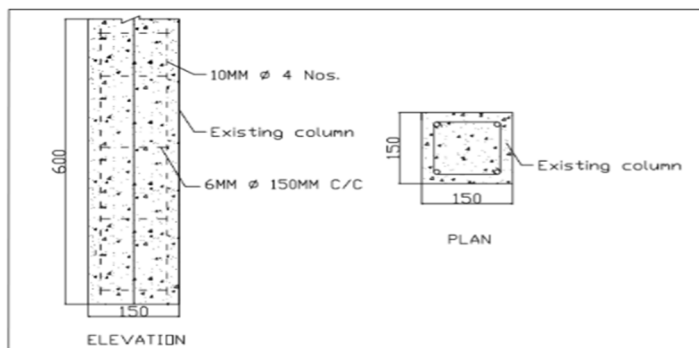 10MM ø 4 Nos.
Existing column
600
6MM ø 150MM C/C
150
ELEVATION
150
Existing column
150
PLAN